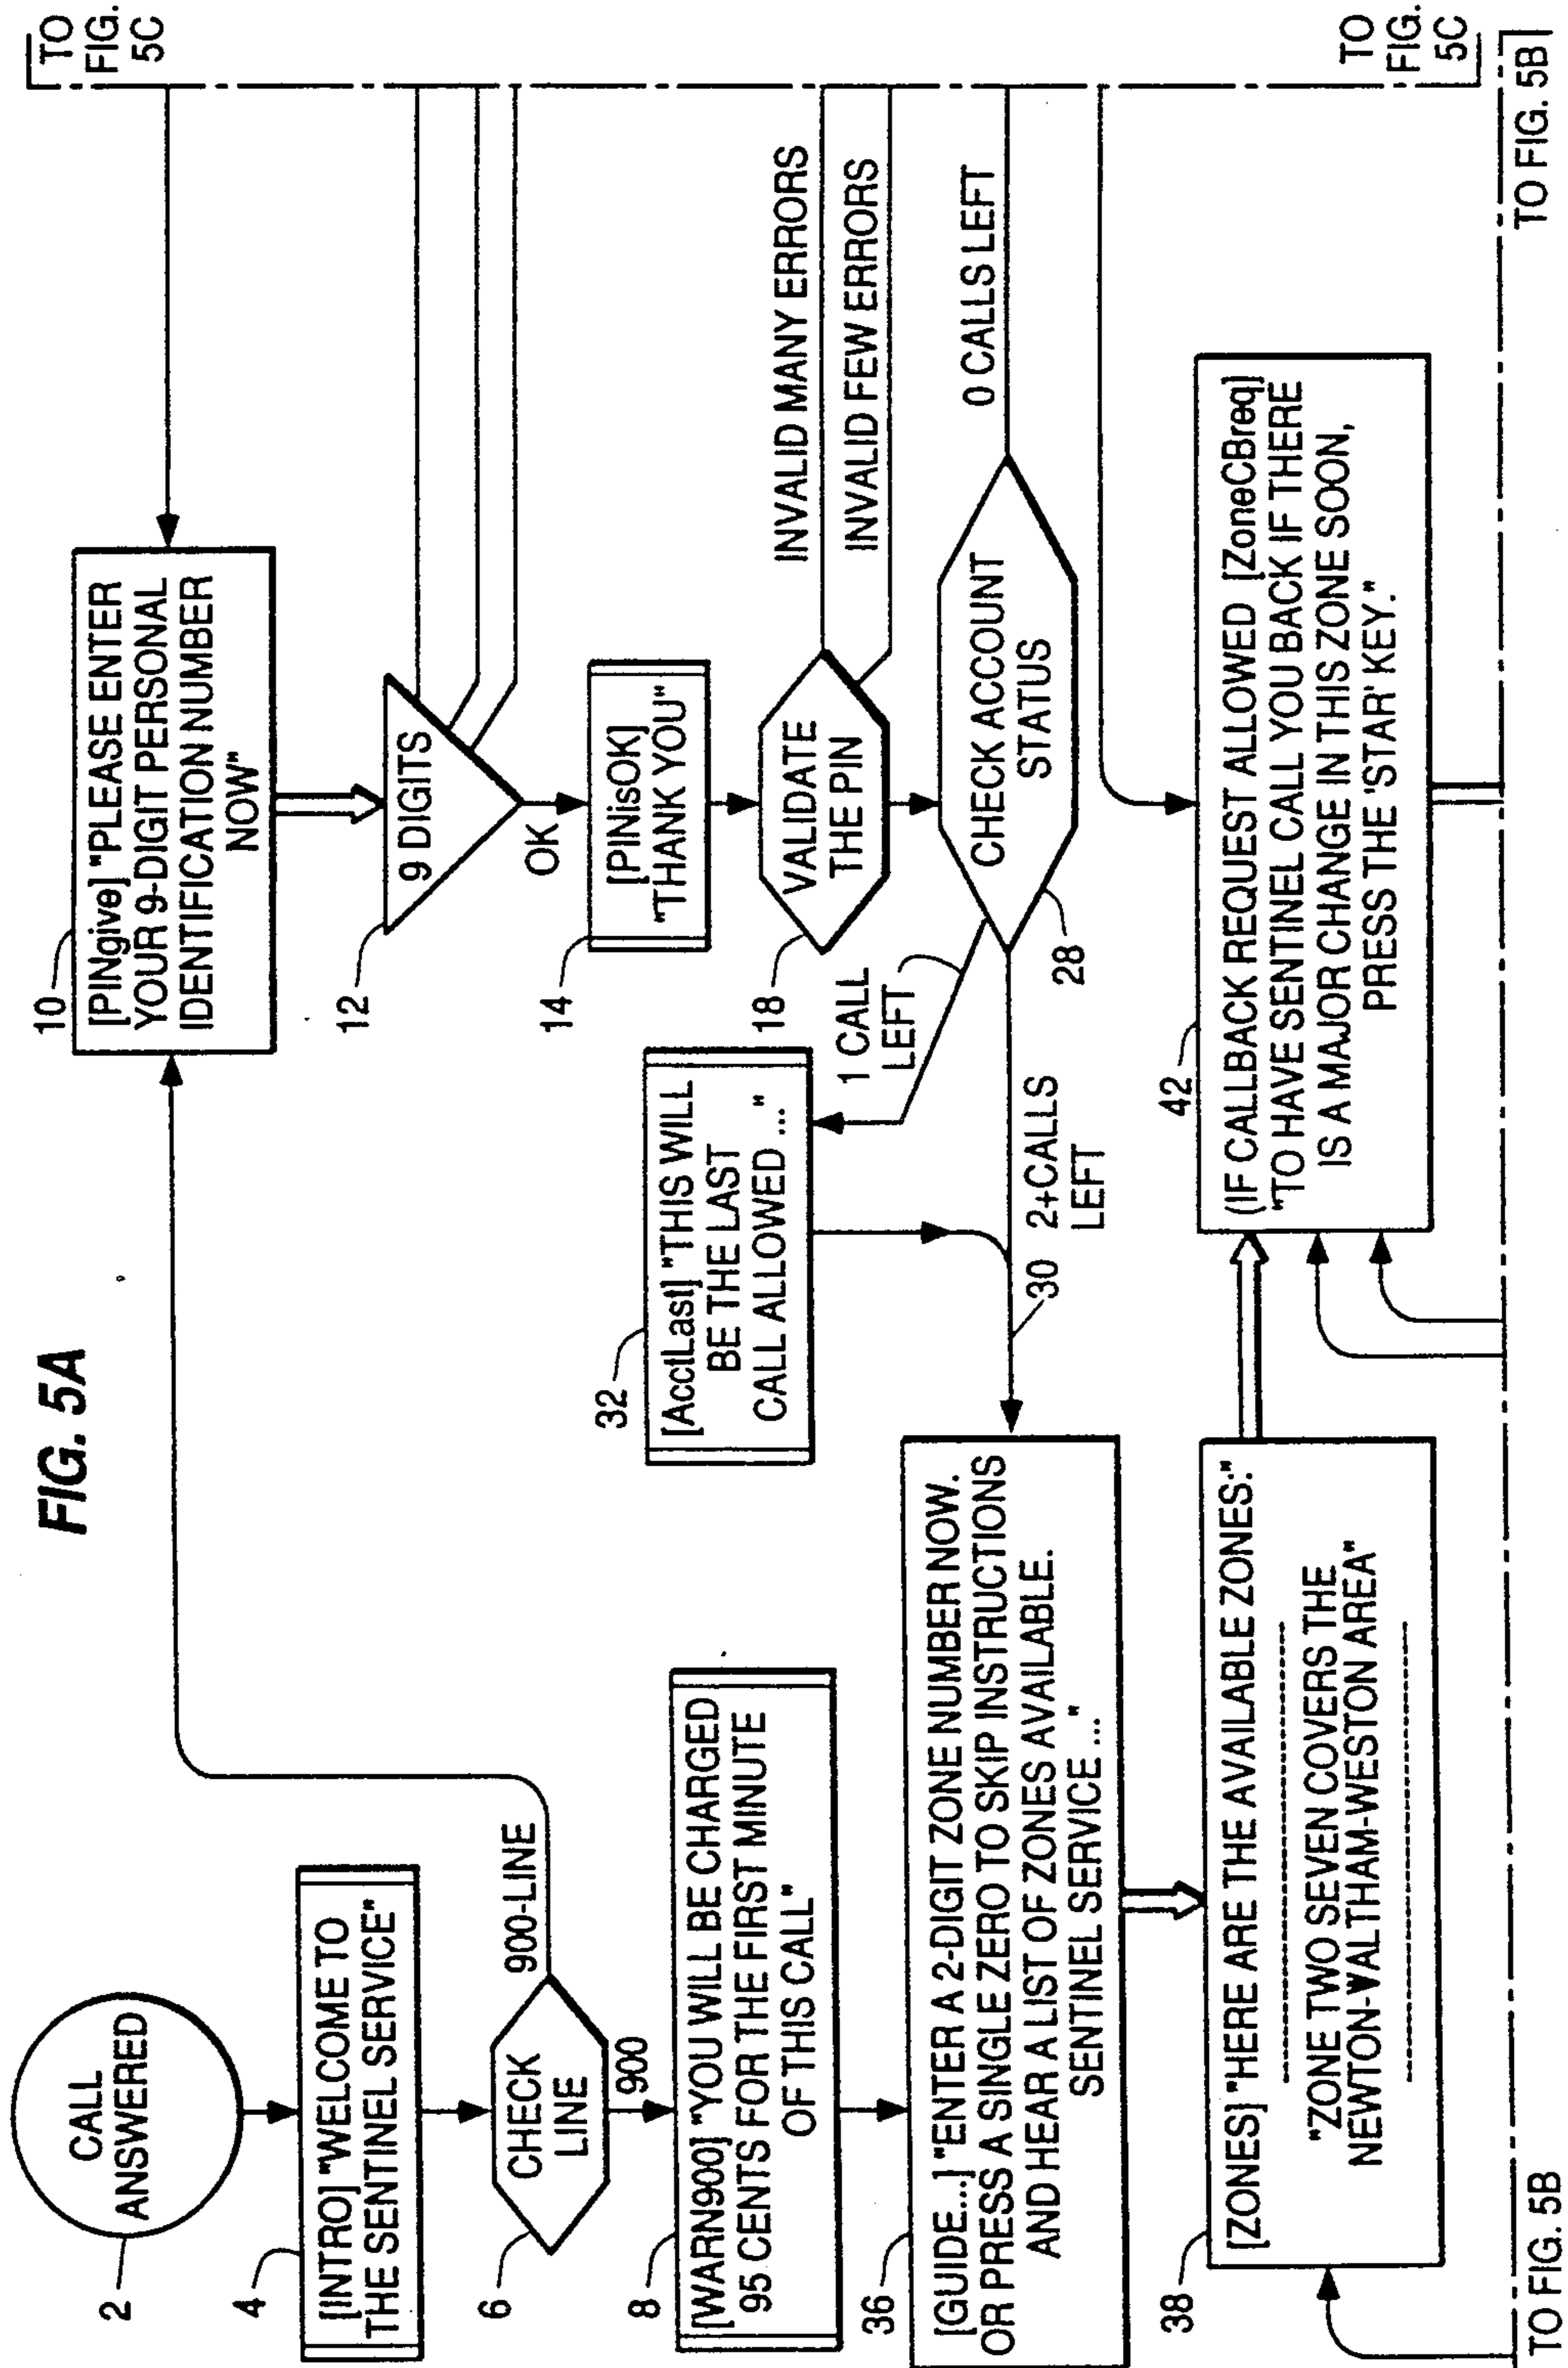 FIG. 5A
CALL
ANSWERED
2
4
[INTRO] "WELCOME TO
THE SENTINEL SERVICE"
6
CHECK
LINE
900-LINE
900
8
[WARN900] "YOU WILL BE CHARGED
95 CENTS FOR THE FIRST MINUTE
OF THIS CALL"
36
[GUIDE...] "ENTER A 2-DIGIT ZONE NUMBER NOW.
OR PRESS A SINGLE ZERO TO SKIP INSTRUCTIONS
AND HEAR A LIST OF ZONES AVAILABLE.
SENTINEL SERVICE ..."
38
[ZONES] "HERE ARE THE AVAILABLE ZONES:"
"ZONE TWO SEVEN COVERS THE
NEWTON-WALTHAM-WESTON AREA"
TO FIG. 5B
10
[PINgive] "PLEASE ENTER
YOUR 9-DIGIT PERSONAL
IDENTIFICATION NUMBER
NOW"
12
9 DIGITS
OK
14
[PINisOK]
"THANK YOU"
18
VALIDATE
THE PIN
INVALID MANY ERRORS
INVALID FEW ERRORS
CHECK ACCOUNT
STATUS
28
0 CALLS LEFT
1 CALL
LEFT
32
[AcctLast] "THIS WILL
BE THE LAST
CALL ALLOWED ..."
30
2+CALLS
LEFT
42
(IF CALLBACK REQUEST ALLOWED [ZoneCBreq]
"TO HAVE SENTINEL CALL YOU BACK IF THERE
IS A MAJOR CHANGE IN THIS ZONE SOON,
PRESS THE 'STAR' KEY."
TO
FIG.
5C
TO
FIG.
5C
TO FIG. 5B